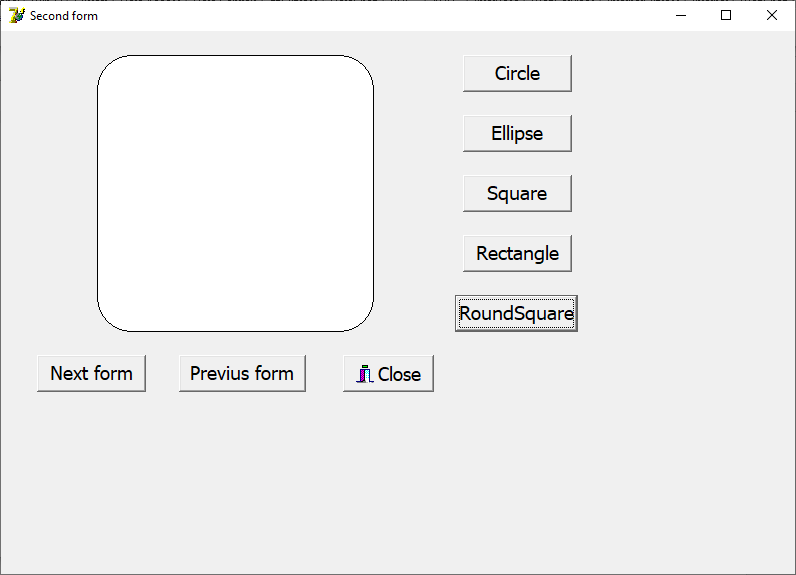 Second form
Circle
Ellipse
Square
Rectangle
RoundSquare
Next form
Previus form
Close